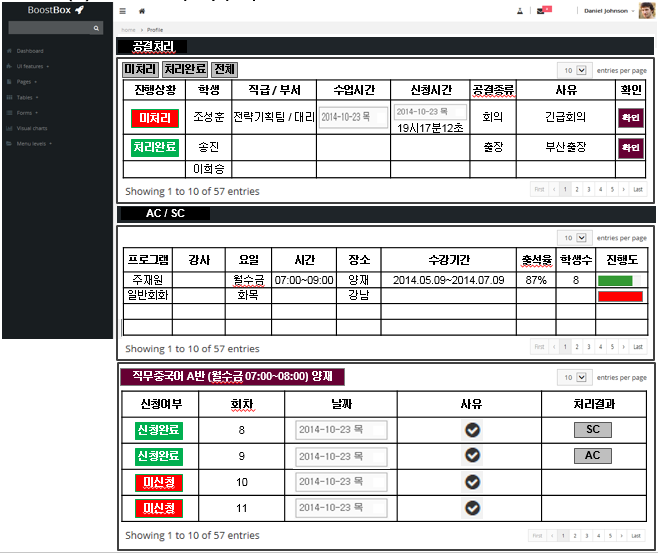 BoostBox
Daniel Johnson
Dashboard
UI features
Pages
Tables
Forms
Visual charts
Menu levels
home > Profile
공결처리
미처리 처리완료 전체
10 entries per page
진행상황 학생 직급 / 부서 수업시간 신청시간 공결종류 사유 확인
미처리 조성훈 전략기획팀 / 대리 2014-10-23 목 2014-10-23 목 19시17분12초 회의 긴급회의 확인
처리완료 송진 출장 부산출장 확인
이희승
Showing 1 to 10 of 57 entries
First ‹ 1 2 3 4 5 › Last
AC / SC
10 entries per page
프로그램 강사 요일 시간 장소 수강기간 출석율 학생수 진행도
주재원 월수금 07:00~09:00 양재 2014.05.09~2014.07.09 87% 8
일반회화 화목 강남
Showing 1 to 10 of 57 entries
First ‹ 1 2 3 4 5 › Last
직무중국어 A반 (월수금 07:00~08:00) 양재
10 entries per page
신청여부 회차 날짜 사유 처리결과
신청완료 8 2014-10-23 목 SC
신청완료 9 2014-10-23 목 AC
미신청 10 2014-10-23 목
미신청 11 2014-10-23 목
Showing 1 to 10 of 57 entries
First ‹ 1 2 3 4 5 › Last